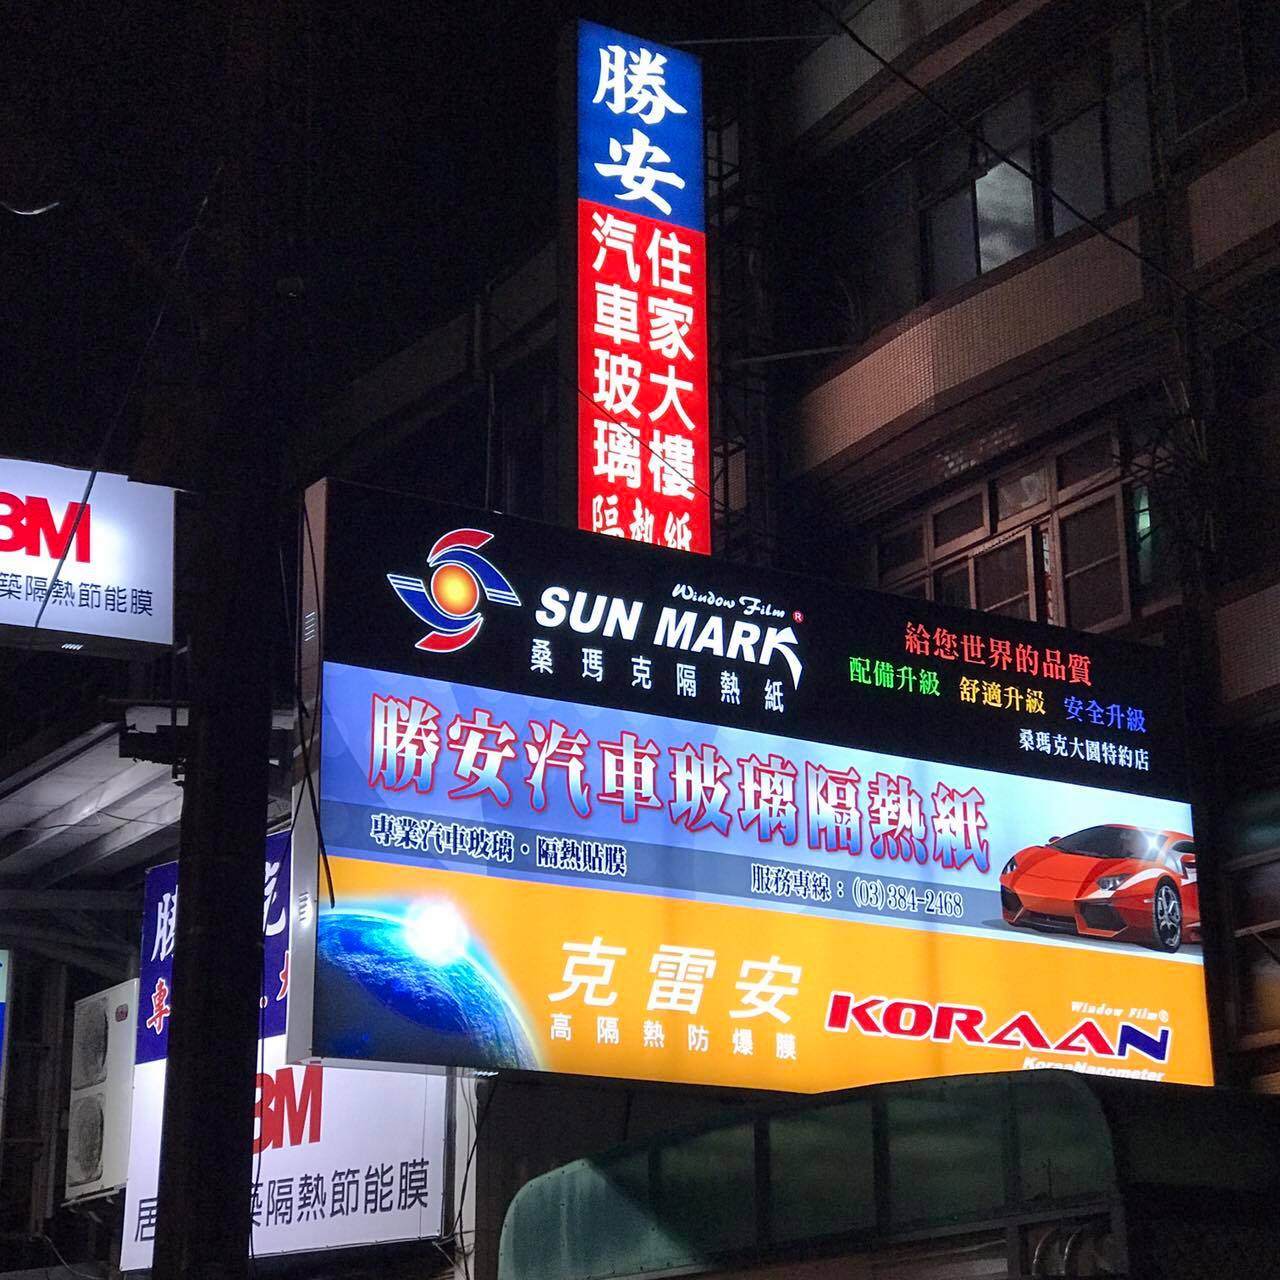 勝安
住家大樓
汽車玻璃
隔熱紙
3M
築隔熱節能膜
Window Film®
SUN MARK
桑瑪克隔熱紙
給您世界的品質
配備升級 舒適升級 安全升級
桑瑪克大園特約店
勝安汽車玻璃隔熱紙
專業汽車玻璃・隔熱貼膜
服務專線：(03)384-2468
克雷安
高隔熱防爆膜
Window Film®
KORAAN
KoraaNanometer
專
3M
居 築隔熱節能膜